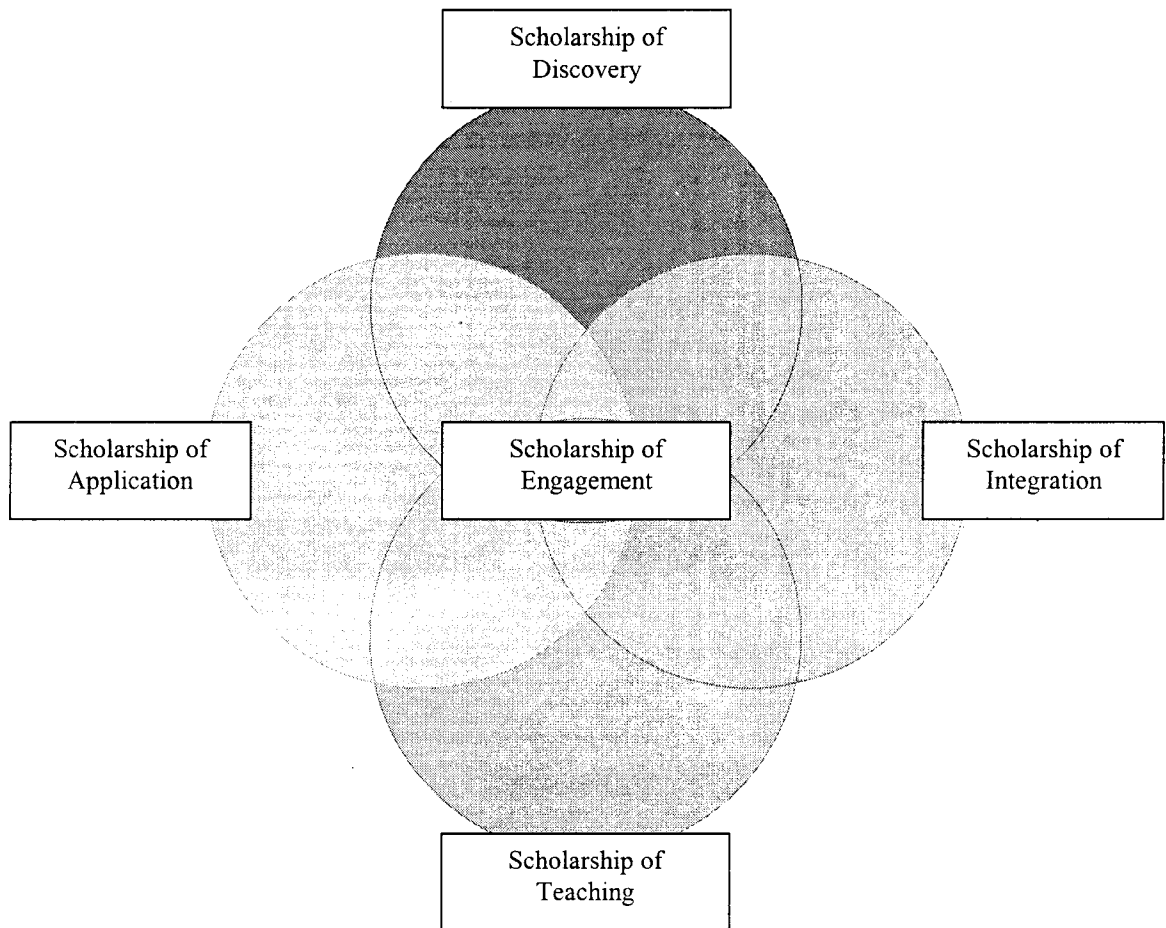 Scholarship of
Discovery
Scholarship of
Application
Scholarship of
Engagement
Scholarship of
Integration
Scholarship of
Teaching